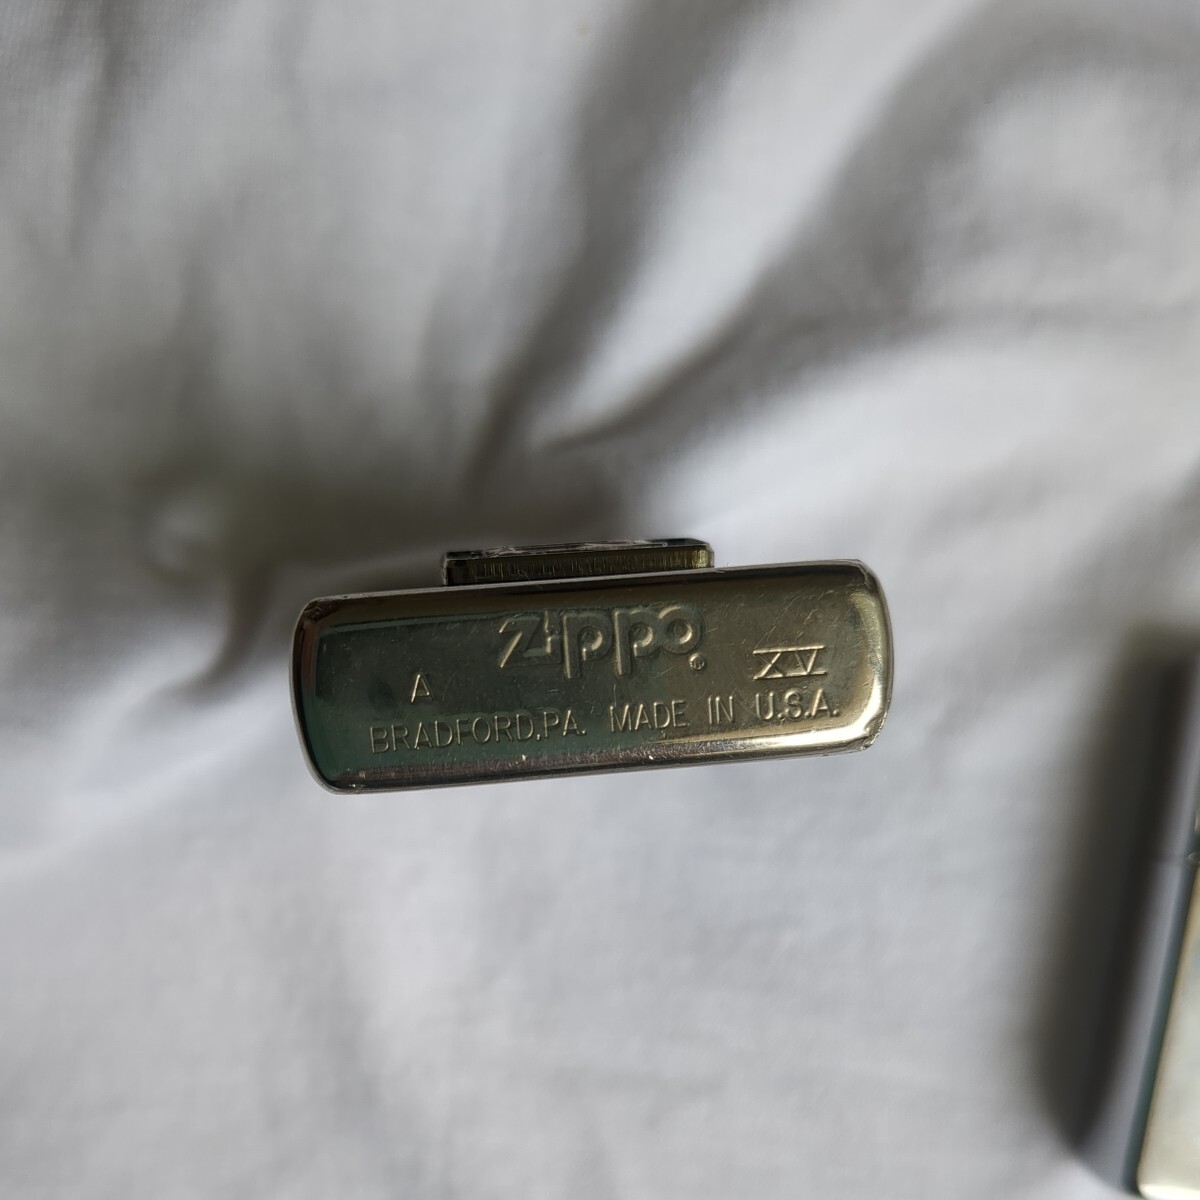 Zippo®
A XV
BRADFORD,PA. MADE IN U.S.A.